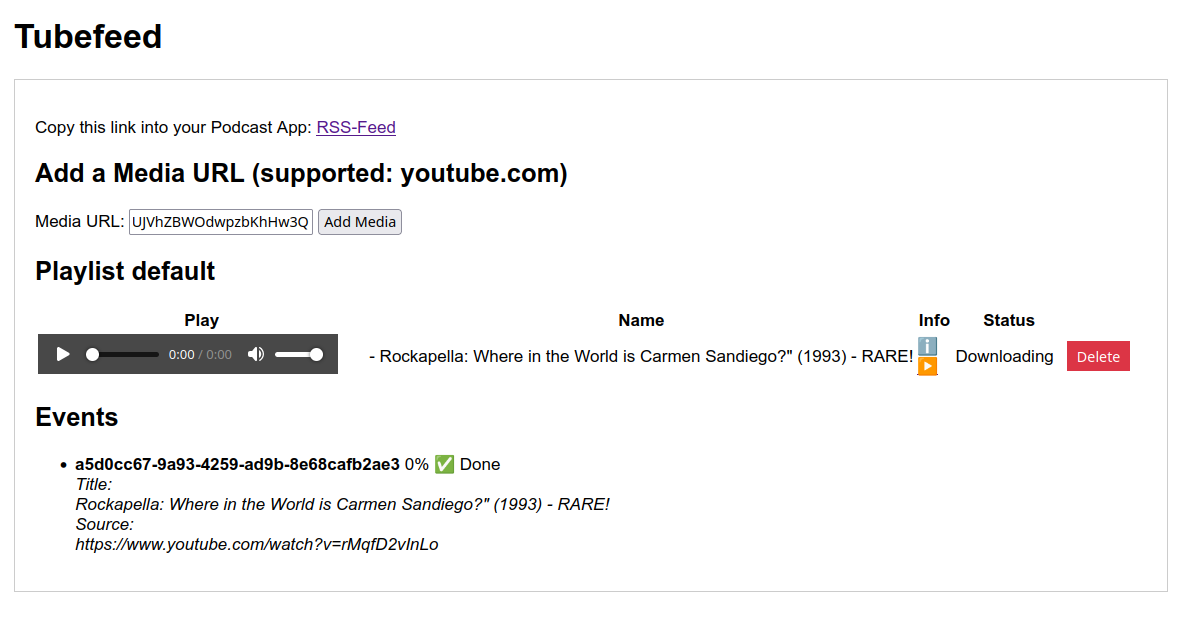 Tubefeed
Copy this link into your Podcast App: RSS-Feed
Add a Media URL (supported: youtube.com)
Media URL: UJVhZBWOdwpzbKhHw3Q Add Media
Playlist default
Play Name Info Status
0:00 / 0:00 - Rockapella: Where in the World is Carmen Sandiego?" (1993) - RARE! Downloading Delete
Events
• a5d0cc67-9a93-4259-ad9b-8e68cafb2ae3 0% ✅ Done
Title:
Rockapella: Where in the World is Carmen Sandiego?" (1993) - RARE!
Source:
https://www.youtube.com/watch?v=rMqfD2vInLo